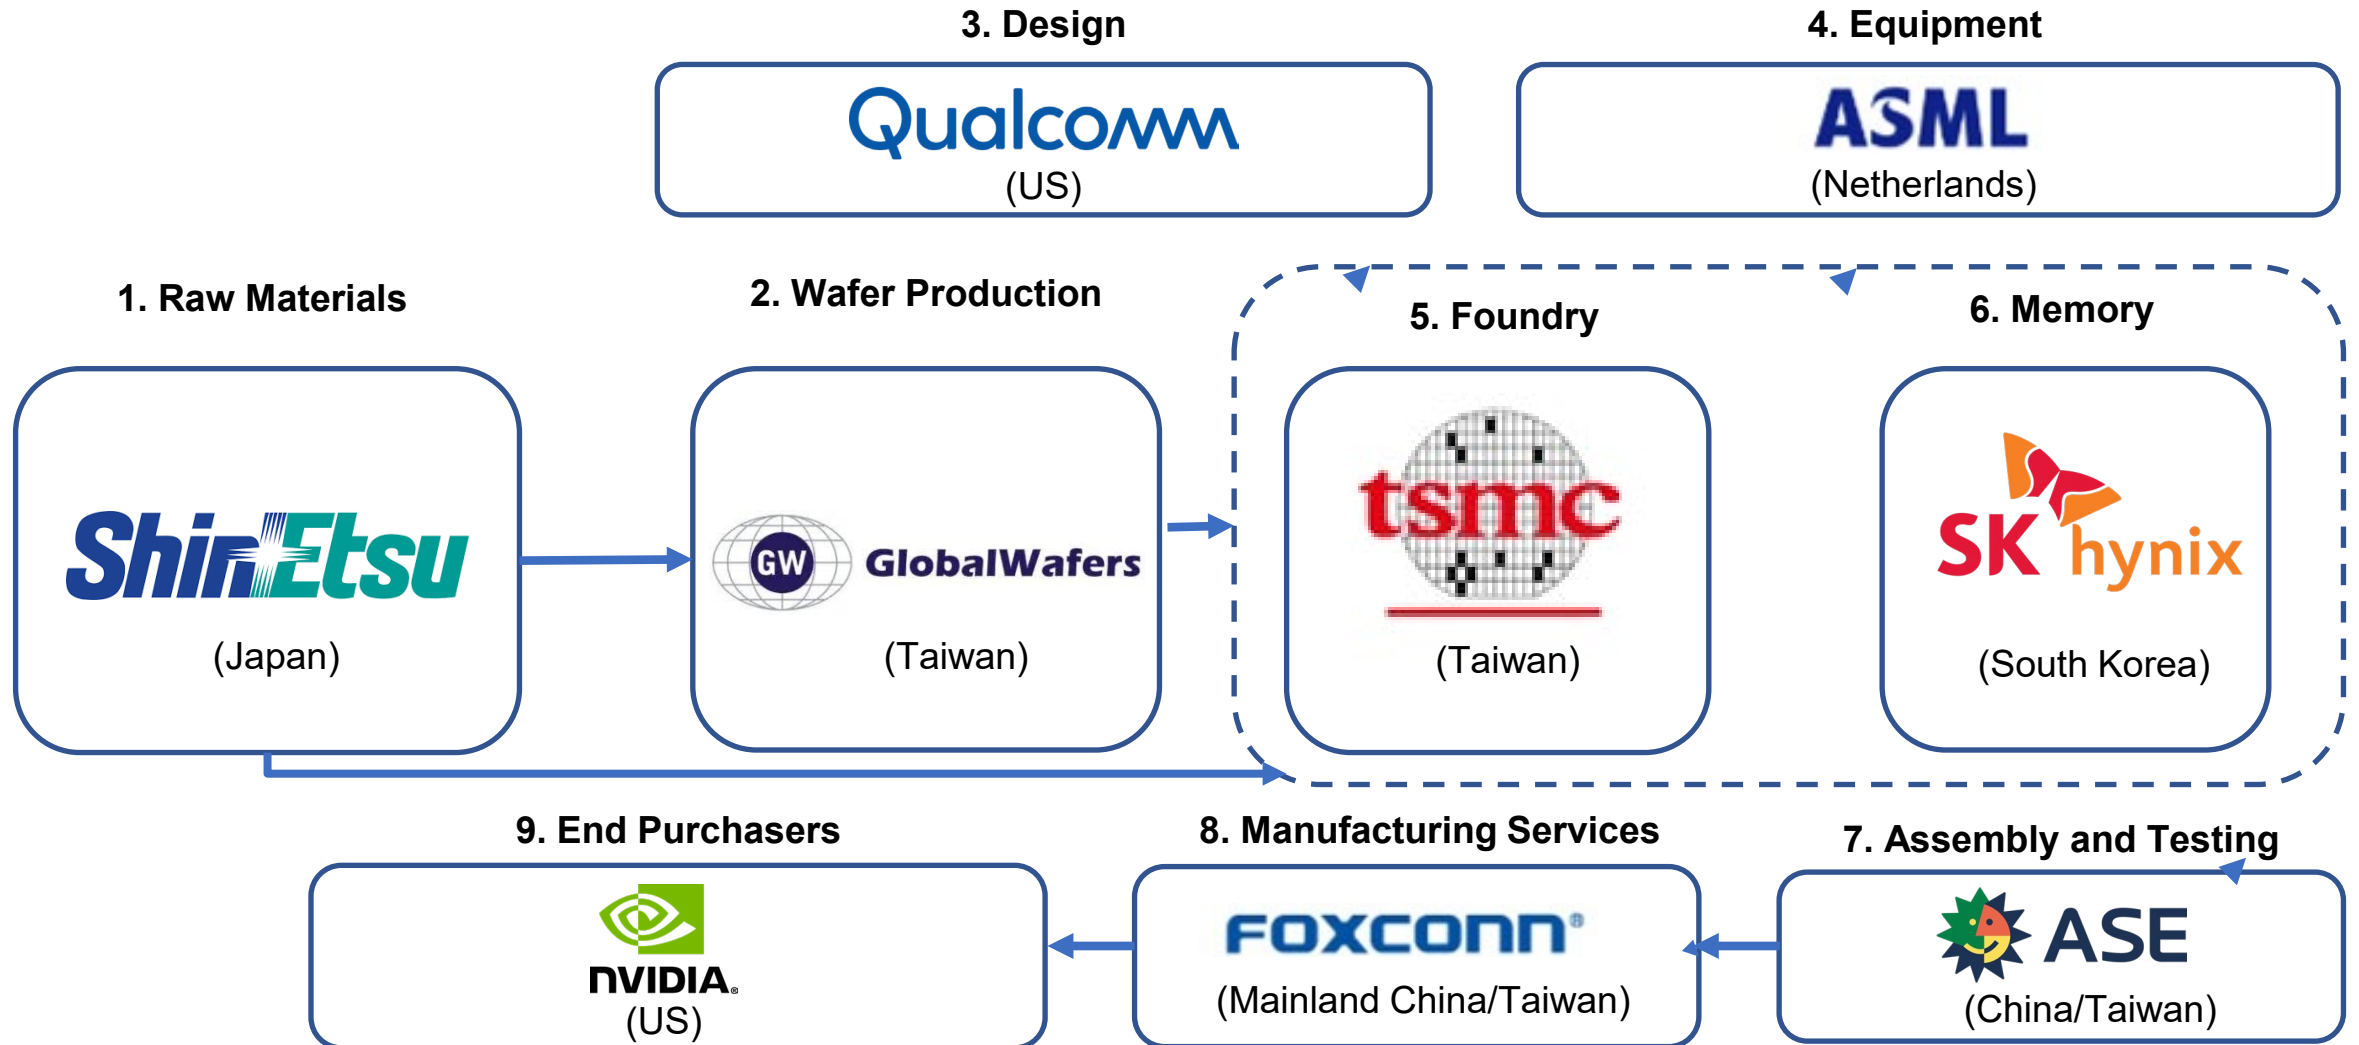 3. Design
4. Equipment
Qualcomm
(US)
ASML
(Netherlands)
1. Raw Materials
2. Wafer Production
5. Foundry
6. Memory
ShinEtsu
(Japan)
GW GlobalWafers
(Taiwan)
tsmc
(Taiwan)
SK hynix
(South Korea)
9. End Purchasers
8. Manufacturing Services
7. Assembly and Testing
NVIDIA®
(US)
FOXCONN®
(Mainland China/Taiwan)
ASE
(China/Taiwan)